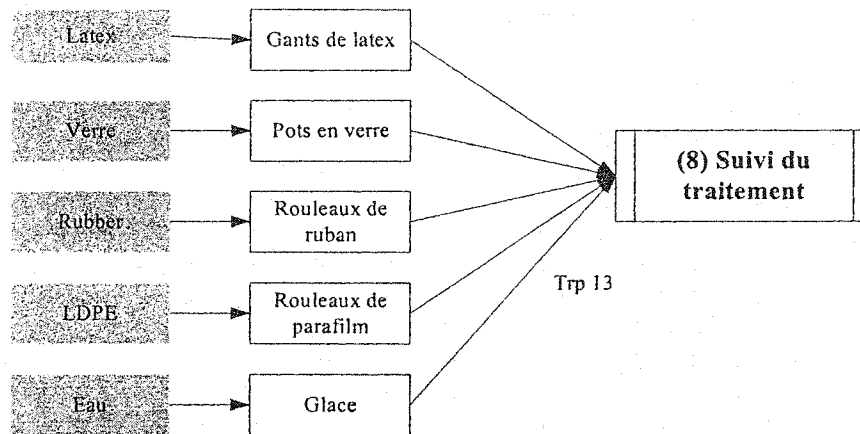 Latex
Gants de latex
Verre
Pots en verre
(8) Suivi du
traitement
Rubber
Rouleaux de
ruban
Trp 13
LDPE
Rouleaux de
parafilm
Eau
Glace